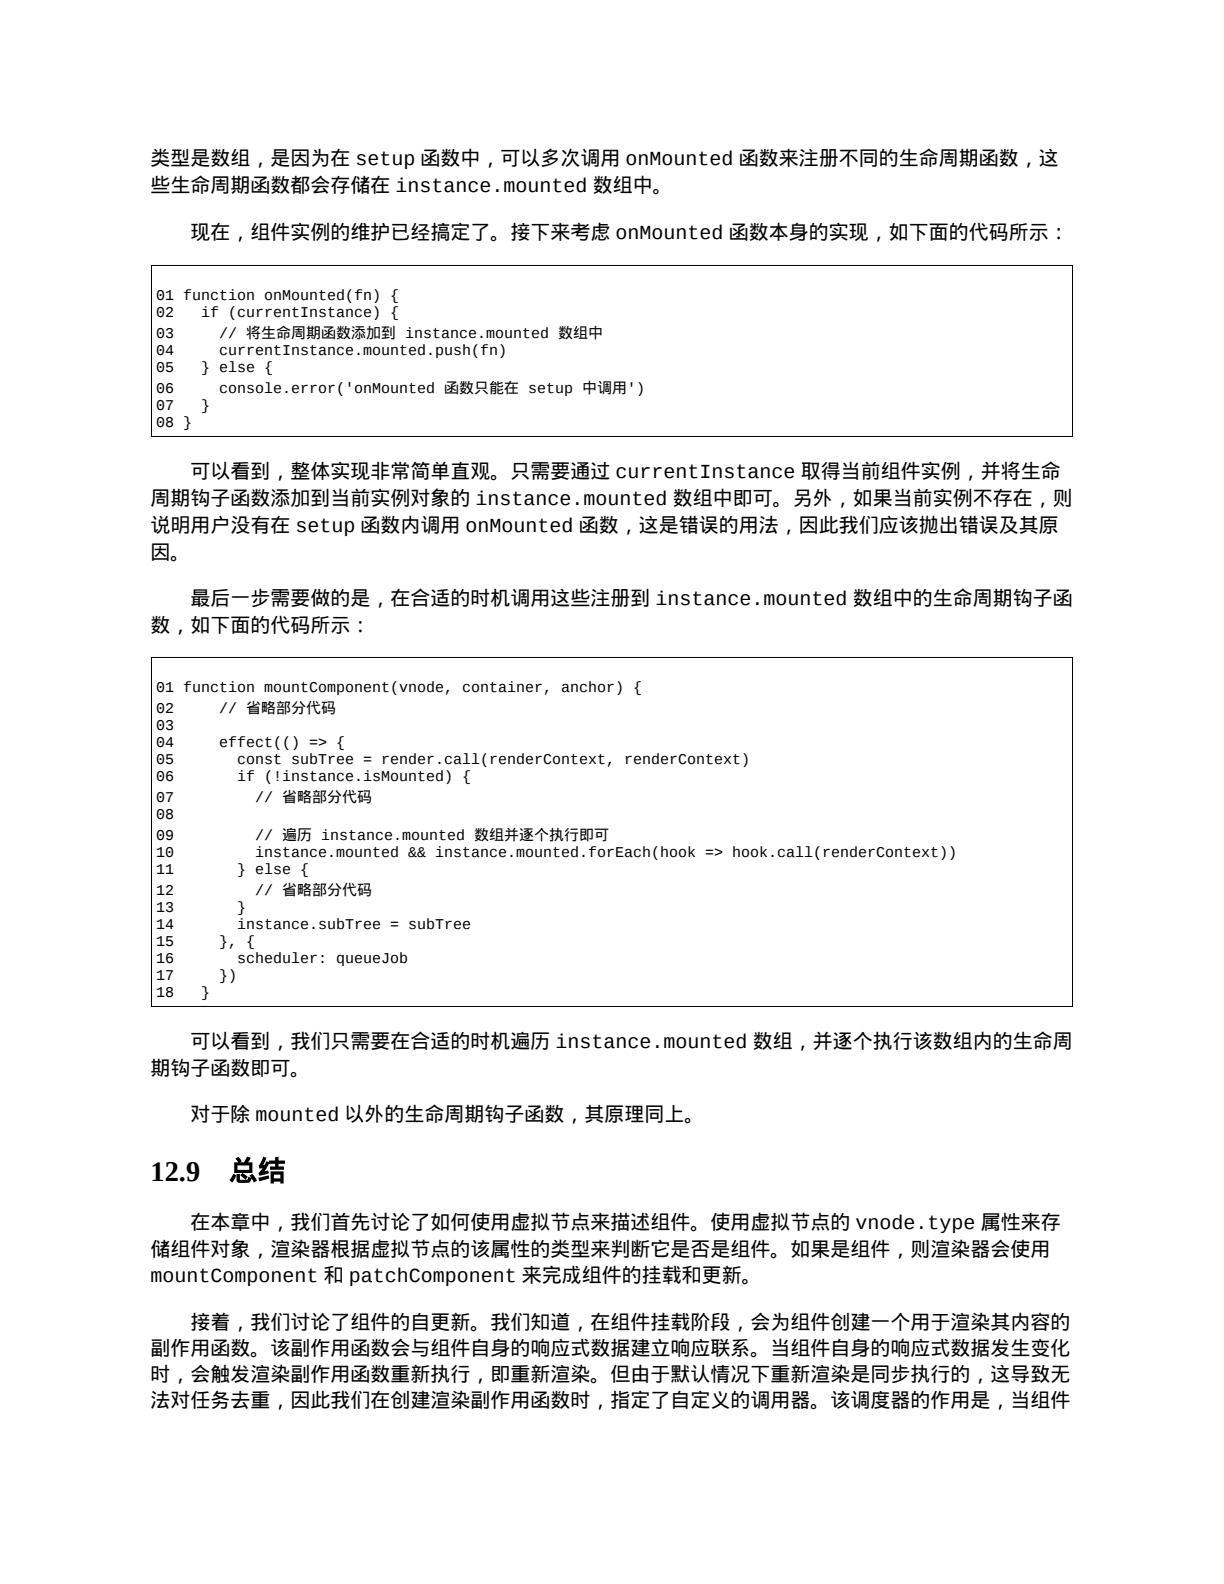 类型是数组，是因为在 setup 函数中，可以多次调用 onMounted 函数来注册不同的生命周期函数，这
些生命周期函数都会存储在 instance.mounted 数组中。
现在，组件实例的维护已经搞定了。接下来考虑 onMounted 函数本身的实现，如下面的代码所示：
01 function onMounted(fn) {
02   if (currentInstance) {
03     // 将生命周期函数添加到 instance.mounted 数组中
04     currentInstance.mounted.push(fn)
05   } else {
06     console.error('onMounted 函数只能在 setup 中调用')
07   }
08 }
可以看到，整体实现非常简单直观。只需要通过 currentInstance 取得当前组件实例，并将生命
周期钩子函数添加到当前实例对象的 instance.mounted 数组中即可。另外，如果当前实例不存在，则
说明用户没有在 setup 函数内调用 onMounted 函数，这是错误的用法，因此我们应该抛出错误及其原
因。
最后一步需要做的是，在合适的时机调用这些注册到 instance.mounted 数组中的生命周期钩子函
数，如下面的代码所示：
01 function mountComponent(vnode, container, anchor) {
02     // 省略部分代码
03
04     effect(() => {
05       const subTree = render.call(renderContext, renderContext)
06       if (!instance.isMounted) {
07         // 省略部分代码
08
09         // 遍历 instance.mounted 数组并逐个执行即可
10         instance.mounted && instance.mounted.forEach(hook => hook.call(renderContext))
11       } else {
12         // 省略部分代码
13       }
14       instance.subTree = subTree
15     }, {
16       scheduler: queueJob
17     })
18   }
可以看到，我们只需要在合适的时机遍历 instance.mounted 数组，并逐个执行该数组内的生命周
期钩子函数即可。
对于除 mounted 以外的生命周期钩子函数，其原理同上。
12.9　总结
在本章中，我们首先讨论了如何使用虚拟节点来描述组件。使用虚拟节点的 vnode.type 属性来存
储组件对象，渲染器根据虚拟节点的该属性的类型来判断它是否是组件。如果是组件，则渲染器会使用
mountComponent 和 patchComponent 来完成组件的挂载和更新。
接着，我们讨论了组件的自更新。我们知道，在组件挂载阶段，会为组件创建一个用于渲染其内容的
副作用函数。该副作用函数会与组件自身的响应式数据建立响应联系。当组件自身的响应式数据发生变化
时，会触发渲染副作用函数重新执行，即重新渲染。但由于默认情况下重新渲染是同步执行的，这导致无
法对任务去重，因此我们在创建渲染副作用函数时，指定了自定义的调用器。该调度器的作用是，当组件